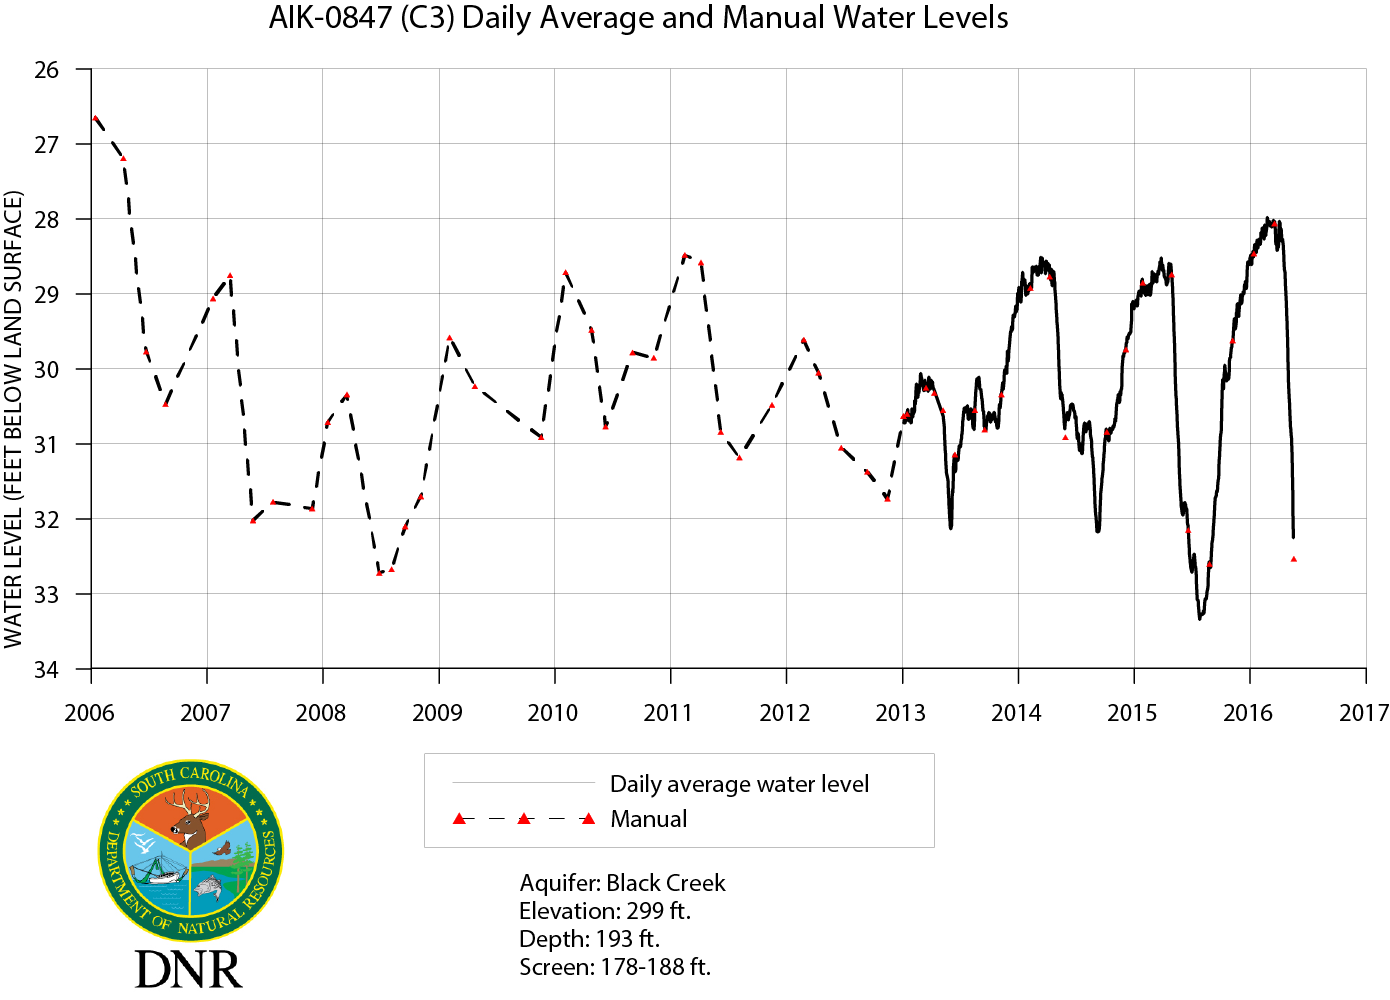 AIK-0847 (C3) Daily Average and Manual Water Levels
WATER LEVEL (FEET BELOW LAND SURFACE)
26
27
28
29
30
31
32
33
34
2006 2007 2008 2009 2010 2011 2012 2013 2014 2015 2016 2017
Daily average water level
Manual
SOUTH CAROLINA
DEPARTMENT OF NATURAL RESOURCES
DNR
Aquifer: Black Creek
Elevation: 299 ft.
Depth: 193 ft.
Screen: 178-188 ft.